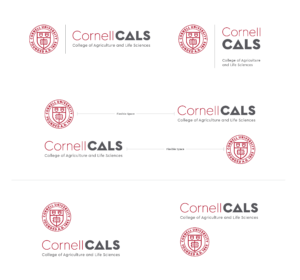 CornellCALS
College of Agriculture and Life Sciences
Cornell
CALS
College of Agriculture
and Life Sciences
CornellCALS
College of Agriculture and Life Sciences
CornellCALS
College of Agriculture and Life Sciences
CornellCALS
College of Agriculture and Life Sciences
CornellCALS
College of Agriculture and Life Sciences